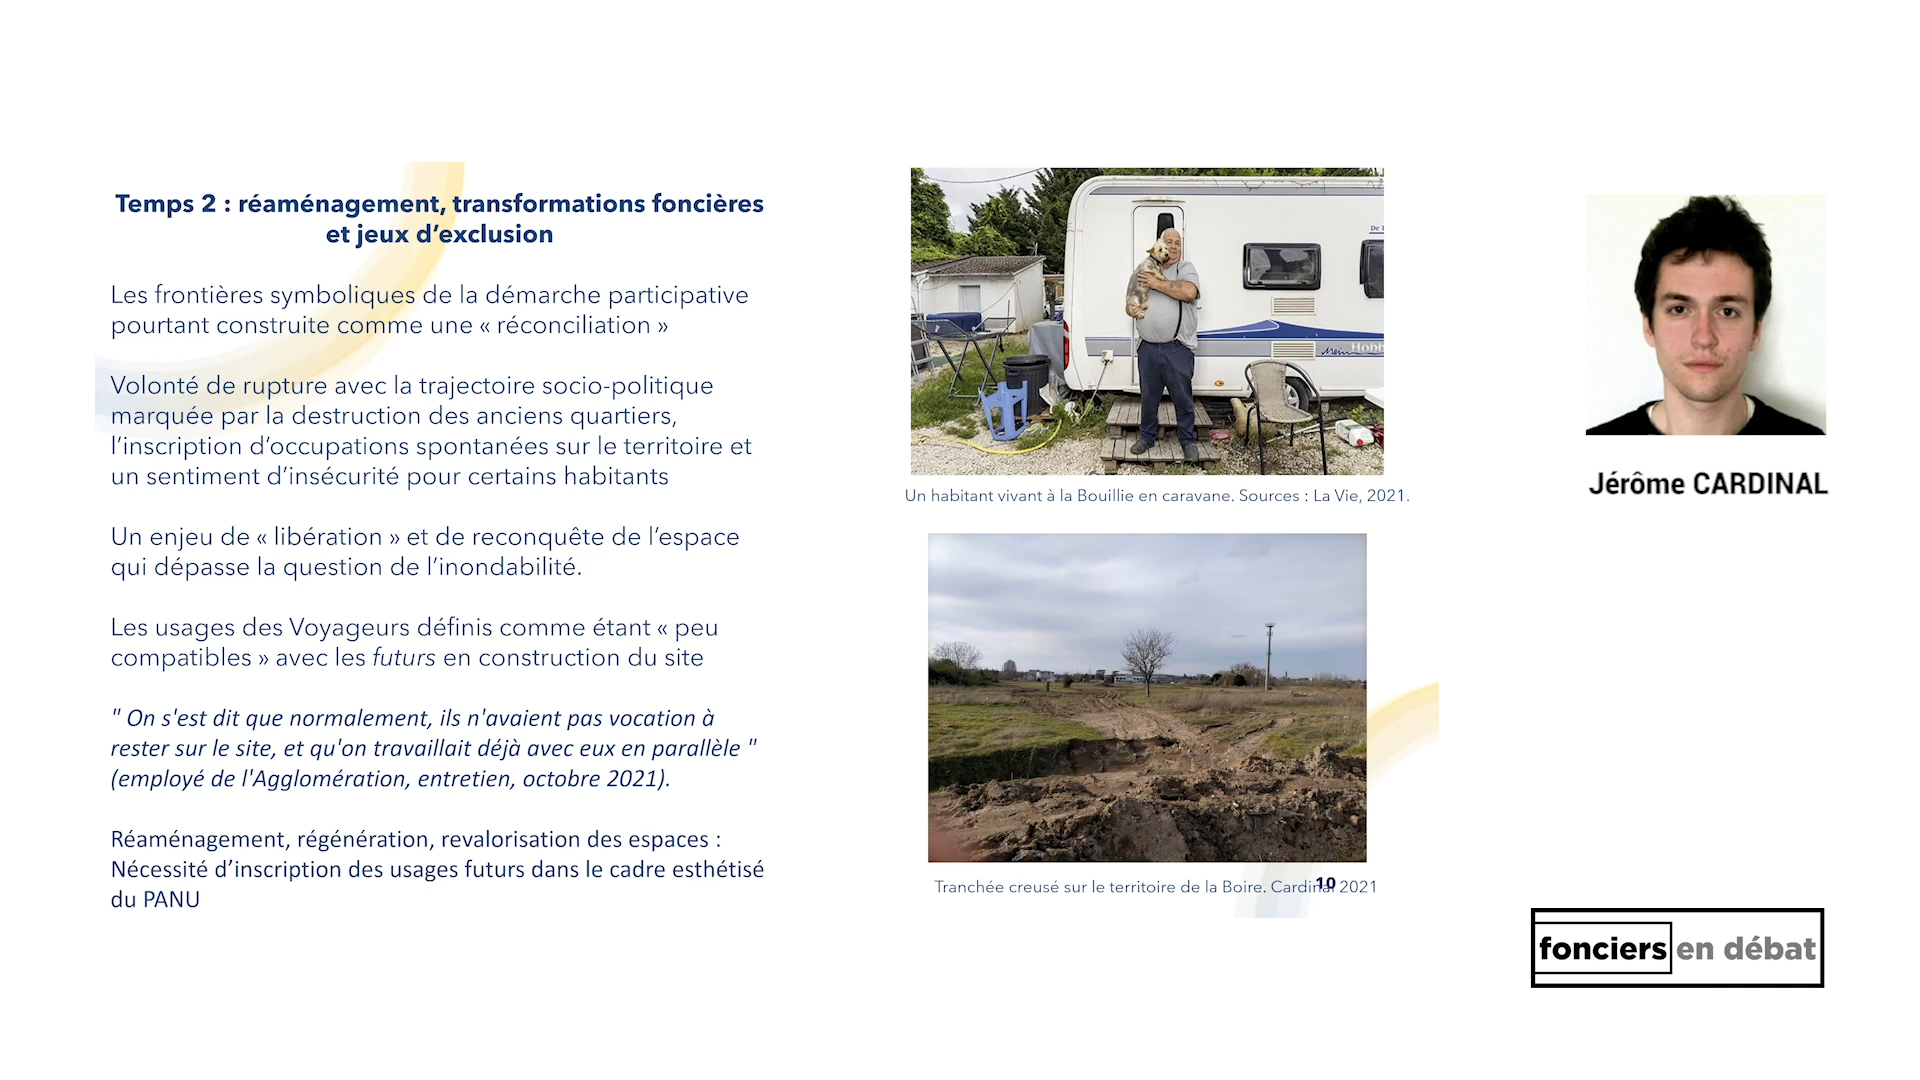 Temps 2 : réaménagement, transformations foncières
et jeux d’exclusion
Les frontières symboliques de la démarche participative
pourtant construite comme une « réconciliation »
Volonté de rupture avec la trajectoire socio-politique
marquée par la destruction des anciens quartiers,
l’inscription d’occupations spontanées sur le territoire et
un sentiment d’insécurité pour certains habitants
Un enjeu de « libération » et de reconquête de l’espace
qui dépasse la question de l’inondabilité.
Les usages des Voyageurs définis comme étant « peu
compatibles » avec les futurs en construction du site
" On s'est dit que normalement, ils n'avaient pas vocation à
rester sur le site, et qu'on travaillait déjà avec eux en parallèle "
(employé de l'Agglomération, entretien, octobre 2021).
Réaménagement, régénération, revalorisation des espaces :
Nécessité d’inscription des usages futurs dans le cadre esthétisé
du PANU
Un habitant vivant à la Bouillie en caravane. Sources : La Vie, 2021.
Tranchée creusé sur le territoire de la Boire. Cardinal 2021
10
Jérôme CARDINAL
fonciers en débat